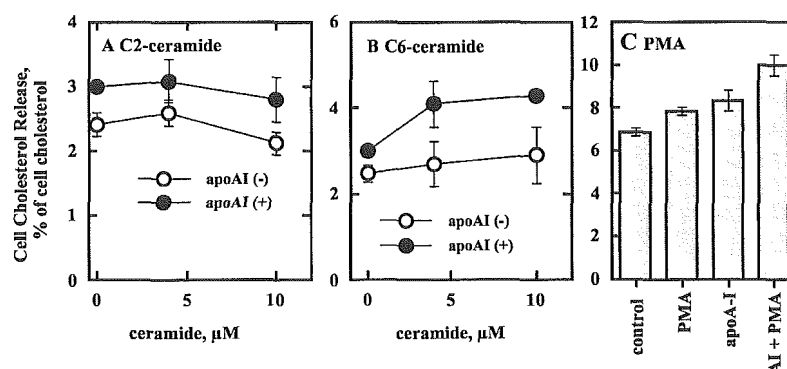 Cell Cholesterol Release,
% of cell cholesterol
A C2-ceramide
4
3
2
1
0
apoAI (-)
apoAI (+)
0
5
10
ceramide, μM
B C6-ceramide
6
4
2
0
apoAI (-)
apoAI (+)
0
5
10
ceramide, μM
C PMA
12
10
8
6
4
2
0
control
PMA
apoA-I
AI + PMA